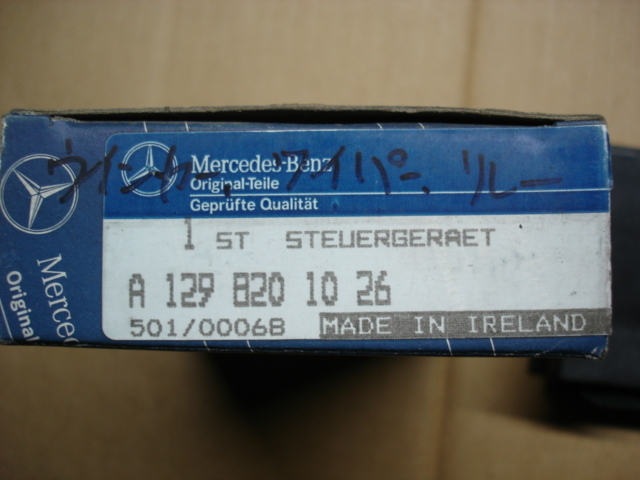 Mercedes-Benz
Original-Teile
Geprüfte Qualität
ウインカー、ワイパー、リレー
1 ST STEUERGERAET
A 129 820 10 26
501/00068 MADE IN IRELAND
Mercedes
Original